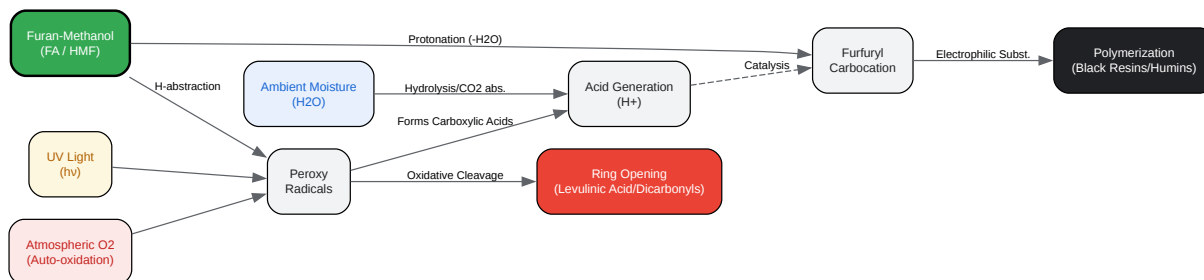 Furan-Methanol
(FA / HMF)
Protonation (-H2O)
H-abstraction
Ambient Moisture
(H2O)
Hydrolysis/CO2 abs.
Forms Carboxylic Acids
Acid Generation
(H+)
Catalysis
Furfuryl
Carbocation
Electrophilic Subst.
Polymerization
(Black Resins/Humins)
UV Light
(hν)
Peroxy
Radicals
Oxidative Cleavage
Ring Opening
(Levulinic Acid/Dicarbonyls)
Atmospheric O2
(Auto-oxidation)